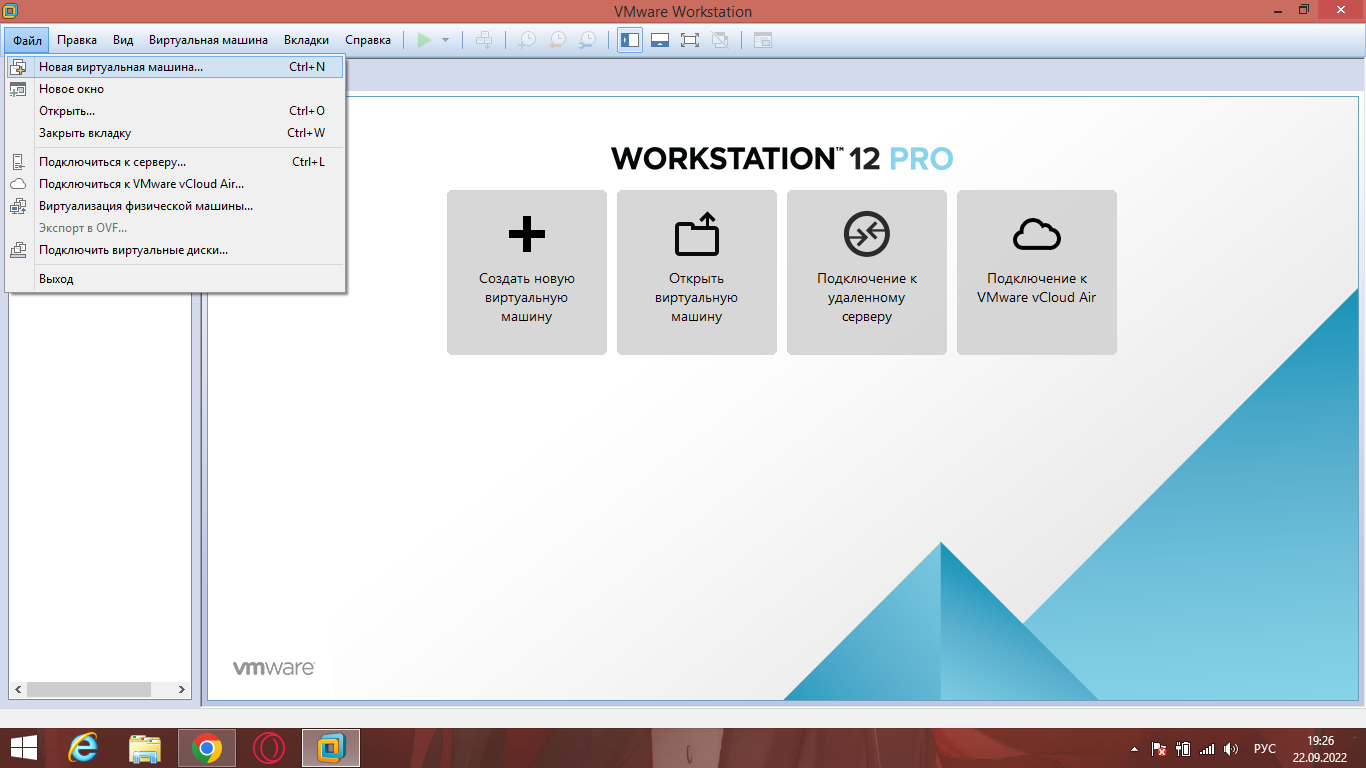 VMware Workstation
Файл Правка Вид Виртуальная машина Вкладки Справка
Новая виртуальная машина... Ctrl+N
Новое окно
Открыть... Ctrl+O
Закрыть вкладку Ctrl+W
Подключиться к серверу... Ctrl+L
Подключиться к VMware vCloud Air...
Виртуализация физической машины...
Экспорт в OVF...
Подключить виртуальные диски...
Выход
WORKSTATION™ 12 PRO
Создать новую
виртуальную
машину
Открыть
виртуальную
машину
Подключение к
удаленному
серверу
Подключение к
VMware vCloud Air
vmware
РУС
19:26
22.09.2022